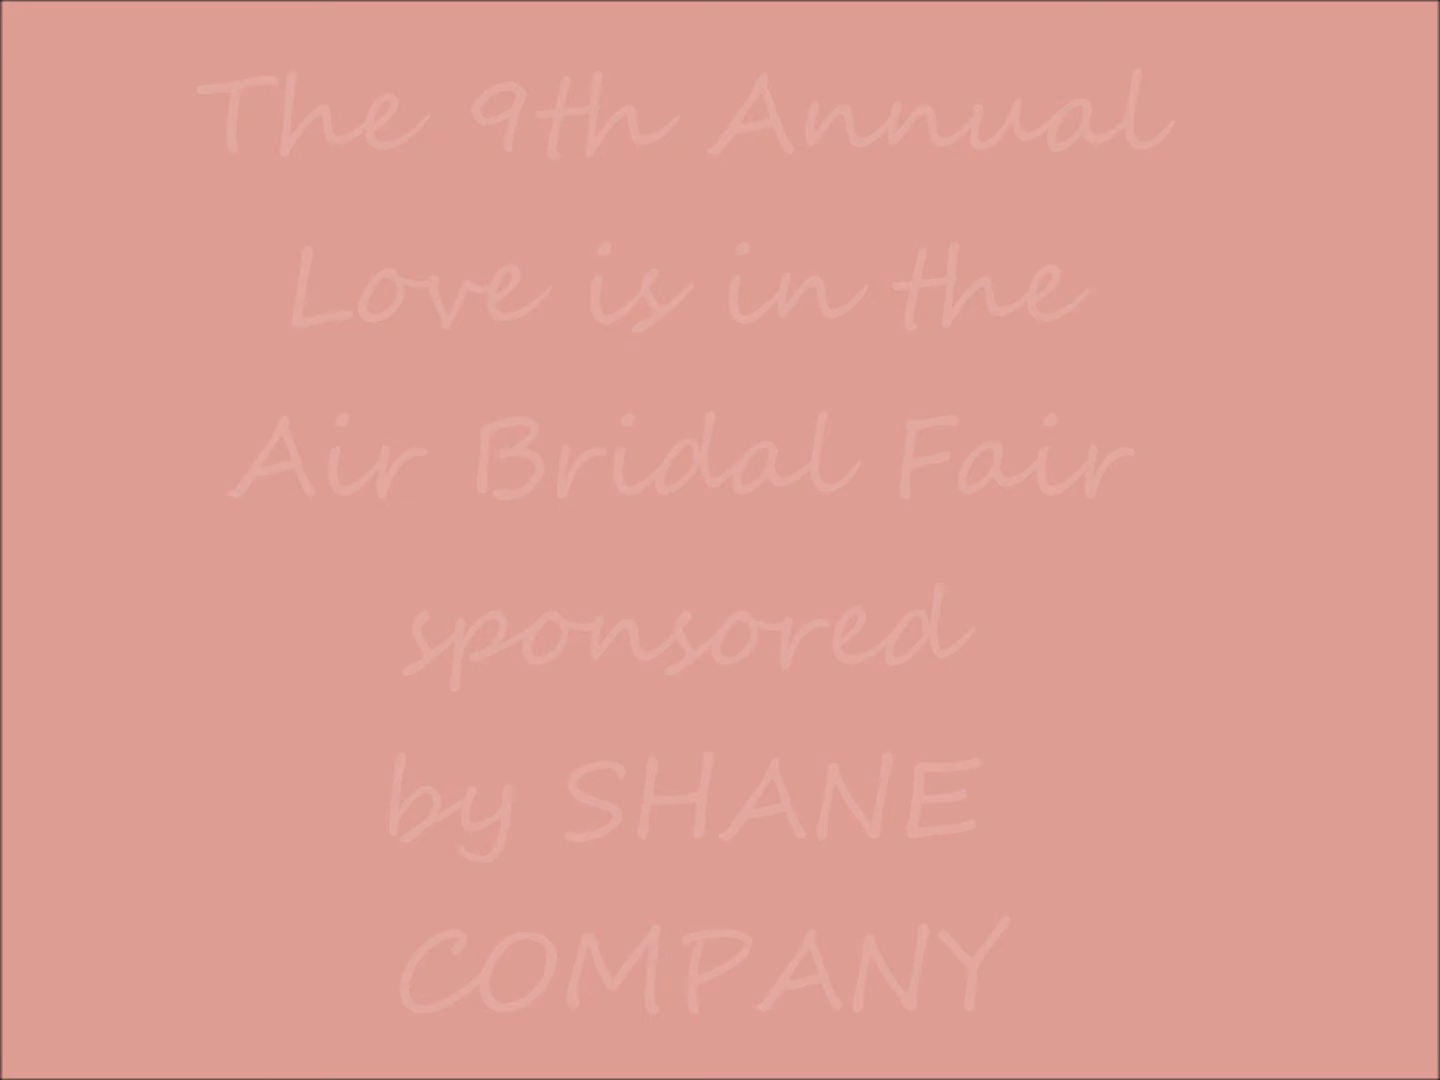 The 9th Annual
Love is in the
Air Bridal Fair
sponsored
by SHANE
COMPANY